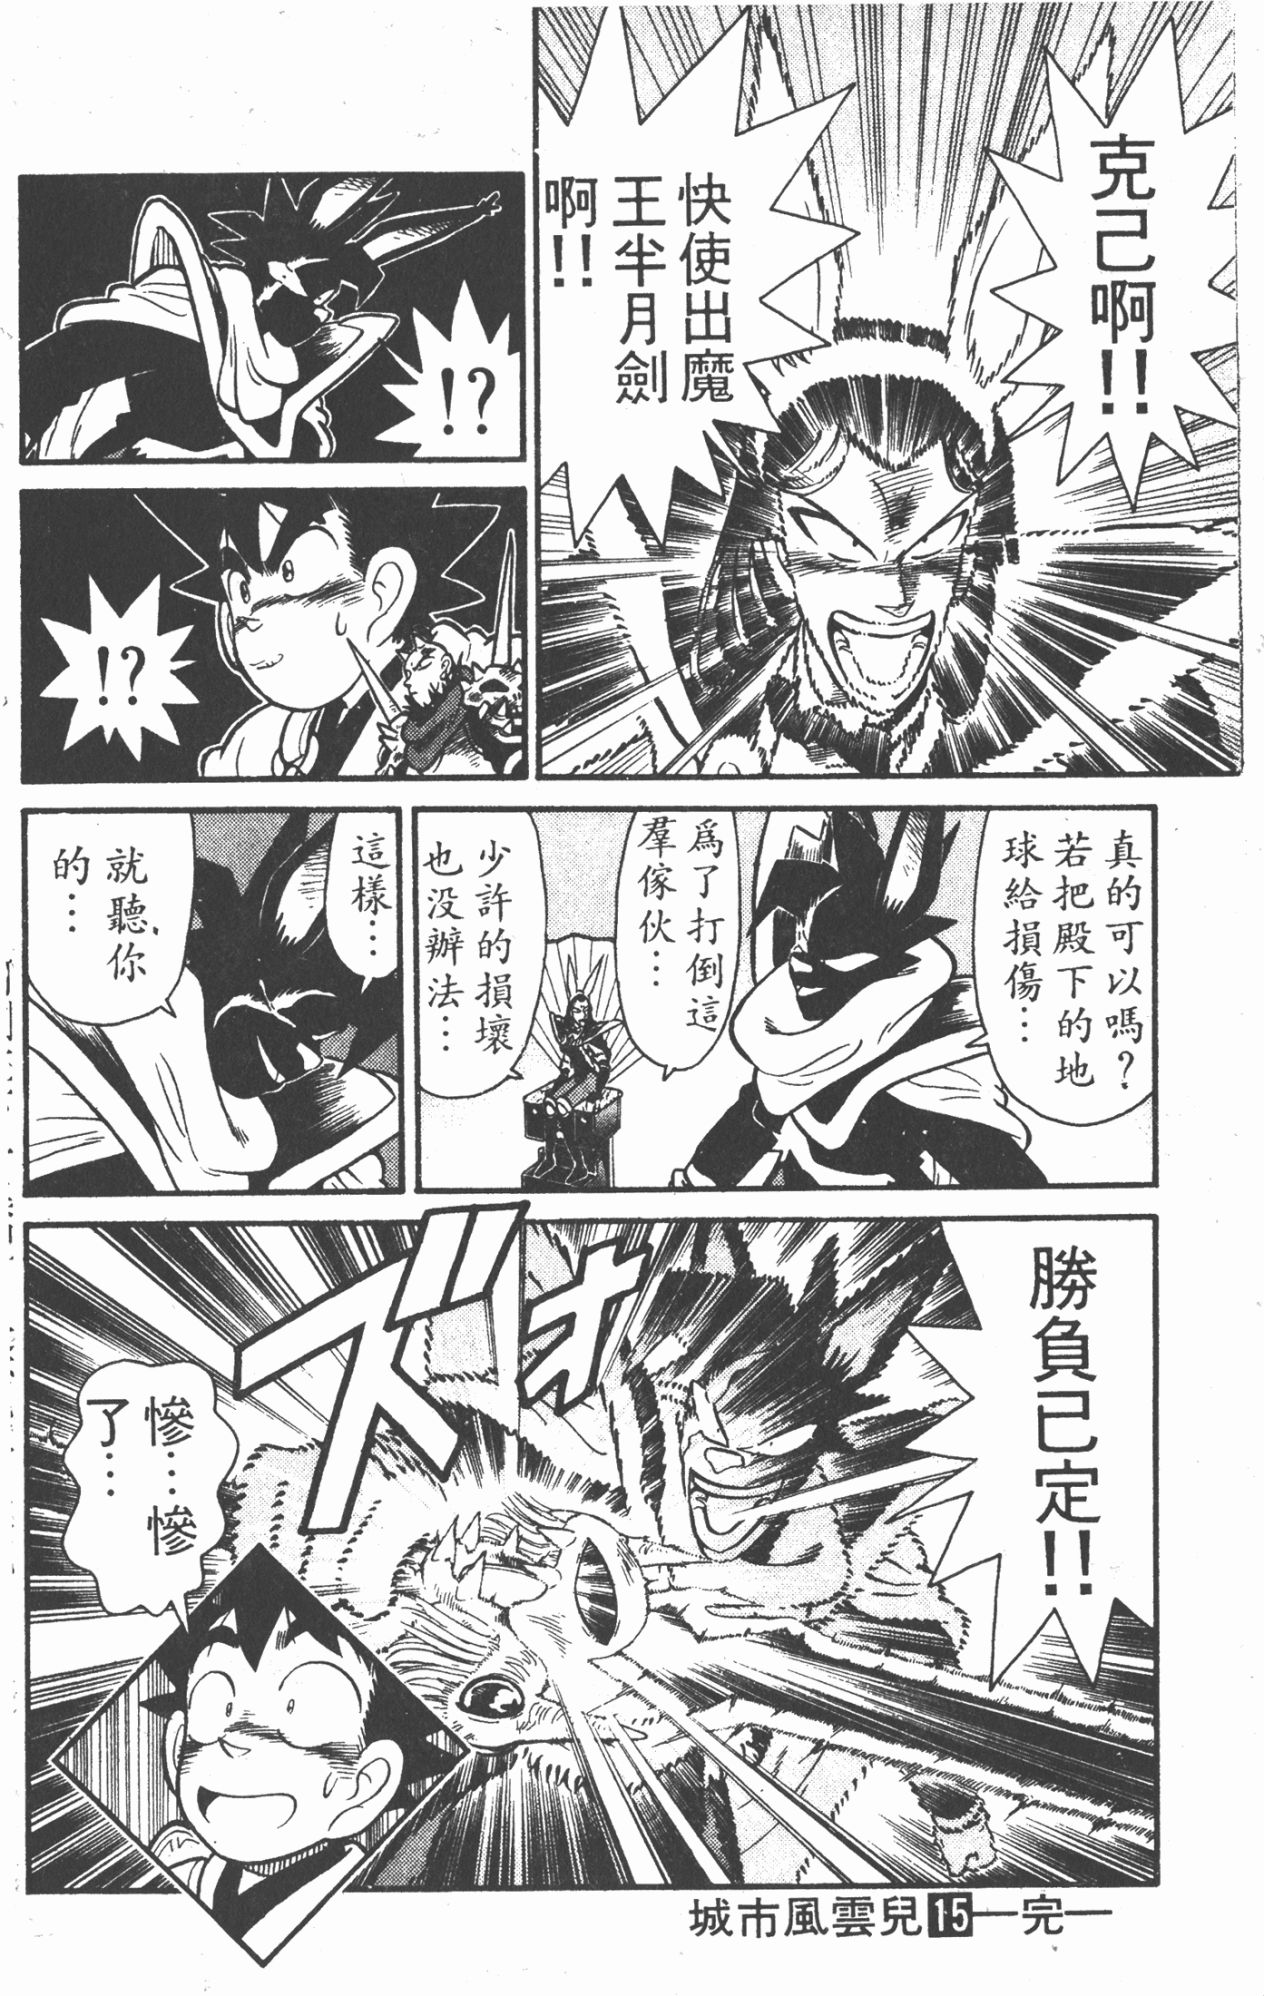 克己啊!!
快使出魔
王半月劍
啊!!
!?
!?
真的可以嗎？
若把殿下的地
球給損傷…
爲了打倒這
羣傢伙…
少許的損壞
也没辦法…
這樣…
就聽你
的…
勝負已定!!
ズオ
慘…慘
了…
城市風雲兒15—完—